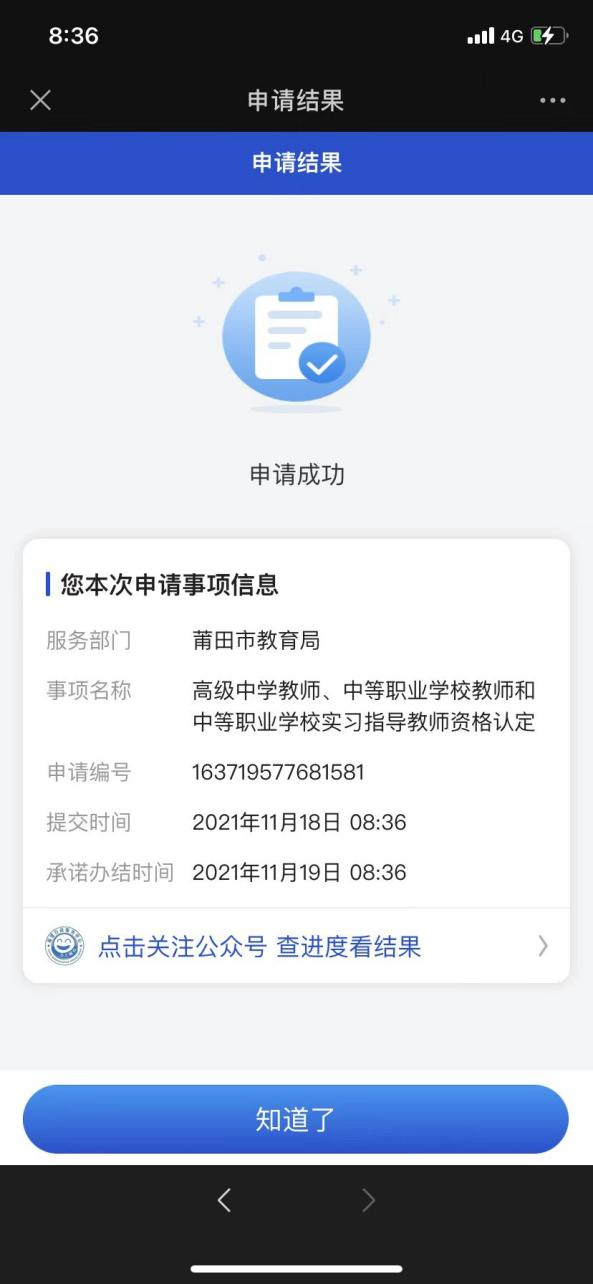 8:36
4G
申请结果
申请结果
申请成功
您本次申请事项信息
服务部门 莆田市教育局
事项名称 高级中学教师、中等职业学校教师和
中等职业学校实习指导教师资格认定
申请编号 163719577681581
提交时间 2021年11月18日 08:36
承诺办结时间 2021年11月19日 08:36
点击关注公众号 查进度看结果
知道了